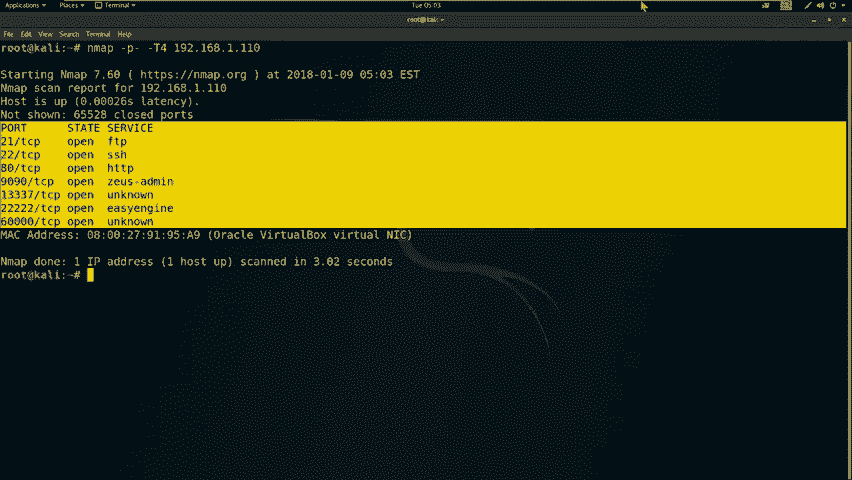 Applications Places Terminal Tue 05:03
root@kali: ~
File Edit View Search Terminal Help
root@kali:~# nmap -p- -T4 192.168.1.110
Starting Nmap 7.60 ( https://nmap.org ) at 2018-01-09 05:03 EST
Nmap scan report for 192.168.1.110
Host is up (0.00026s latency).
Not shown: 65528 closed ports
PORT STATE SERVICE
21/tcp open ftp
22/tcp open ssh
80/tcp open http
9090/tcp open zeus-admin
13337/tcp open unknown
22222/tcp open easyengine
60000/tcp open unknown
MAC Address: 08:00:27:91:95:A9 (Oracle VirtualBox virtual NIC)
Nmap done: 1 IP address (1 host up) scanned in 3.02 seconds
root@kali:~#